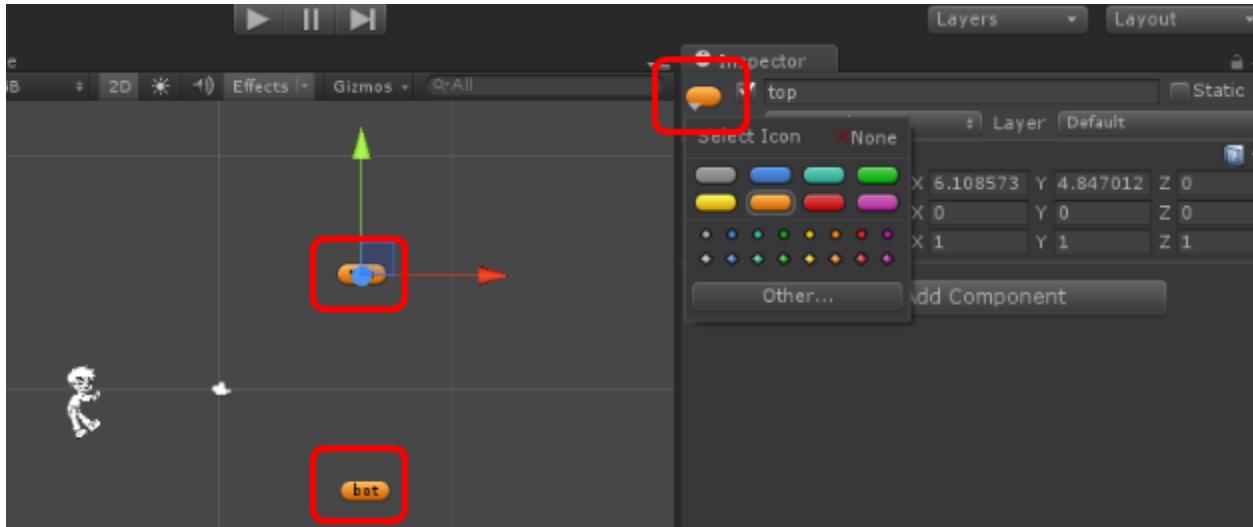 Layers Layout
Inspector
2D Effects Gizmos All
top Static
Layer Default
Select Icon None
X 6.108573 Y 4.847012 Z 0
X 0 Y 0 Z 0
X 1 Y 1 Z 1
Other...
Add Component
bot